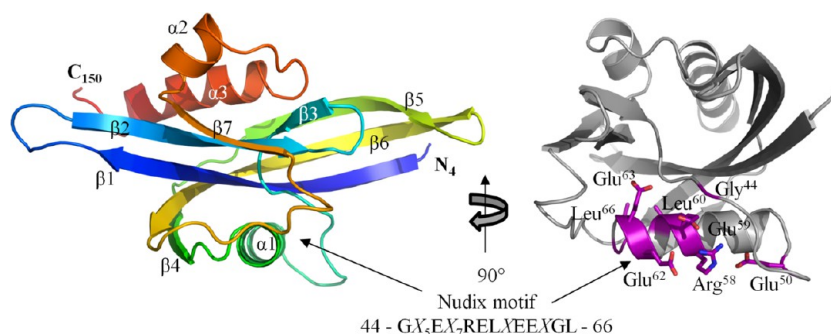 α2
C₁₅₀
α3
β5
β2
β7
β3
β6
β1
N₄
β4
α1
Glu⁶³
Gly⁴⁴
Leu⁶⁰
Leu⁶⁶
Glu⁵⁹
Glu⁶²
Arg⁵⁸
Glu⁵⁰
90°
Nudix motif
44 - GX₅EX₇RELXEEXGL - 66